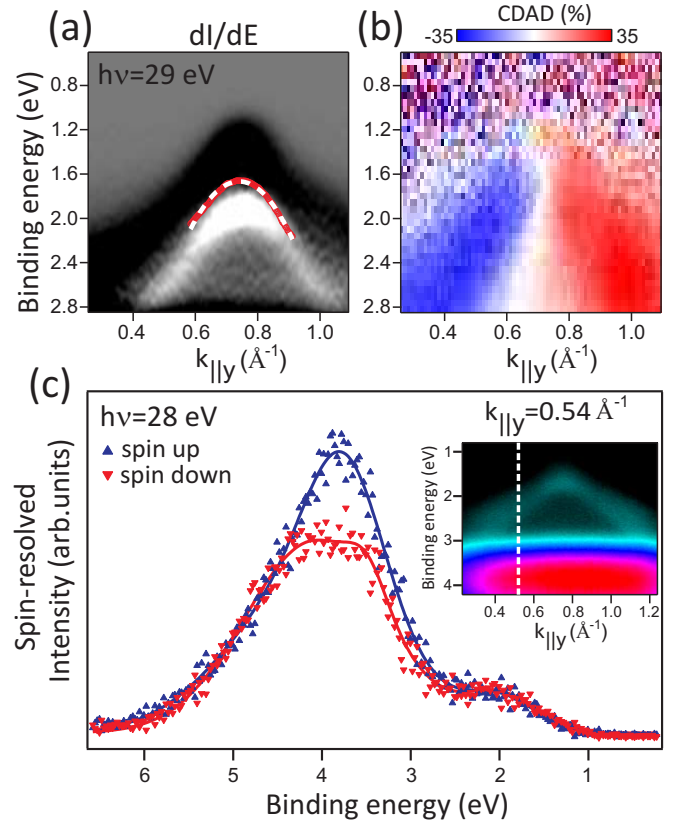 (a) dI/dE
hν=29 eV
Binding energy (eV)
0.8
1.2
1.6
2.0
2.4
2.8
0.4 0.6 0.8 1.0
k||y (Å-1)
CDAD (%)
-35 35
(b)
0.8
1.2
1.6
2.0
2.4
2.8
0.4 0.6 0.8 1.0
k||y (Å-1)
(c)
hν=28 eV
spin up
spin down
k||y=0.54 Å-1
Binding energy (eV)
1
2
3
4
0.4 0.6 0.8 1.0 1.2
k||y (Å-1)
Spin-resolved
Intensity (arb.units)
6 5 4 3 2 1
Binding energy (eV)